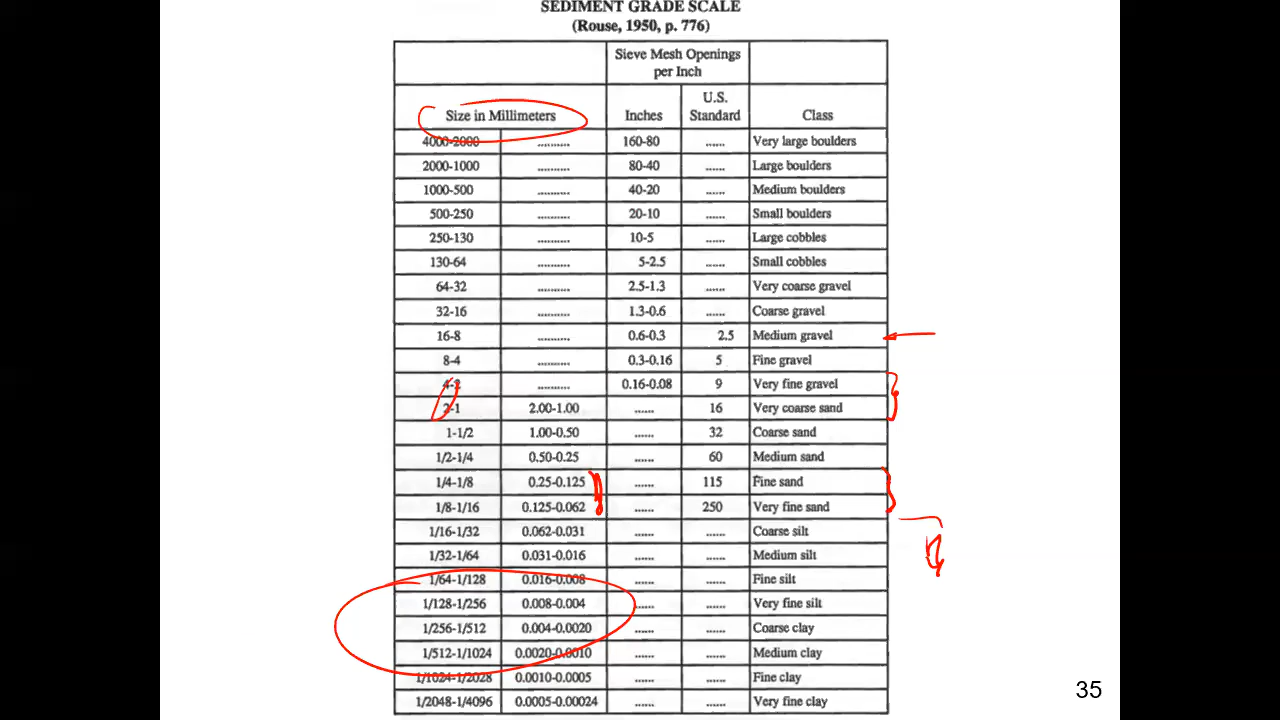 SEDIMENT GRADE SCALE
(Rouse, 1950, p. 776)
Sieve Mesh Openings
per Inch
Size in Millimeters Inches U.S. Standard Class
4000-2000 .......... 160-80 ...... Very large boulders
2000-1000 .......... 80-40 ...... Large boulders
1000-500 .......... 40-20 ...... Medium boulders
500-250 .......... 20-10 ...... Small boulders
250-130 .......... 10-5 ...... Large cobbles
130-64 .......... 5-2.5 ...... Small cobbles
64-32 .......... 2.5-1.3 ...... Very coarse gravel
32-16 .......... 1.3-0.6 ...... Coarse gravel
16-8 .......... 0.6-0.3 2.5 Medium gravel
8-4 .......... 0.3-0.16 5 Fine gravel
4-2 .......... 0.16-0.08 9 Very fine gravel
2-1 2.00-1.00 ...... 16 Very coarse sand
1-1/2 1.00-0.50 ...... 32 Coarse sand
1/2-1/4 0.50-0.25 ...... 60 Medium sand
1/4-1/8 0.25-0.125 ...... 115 Fine sand
1/8-1/16 0.125-0.062 ...... 250 Very fine sand
1/16-1/32 0.062-0.031 ...... ...... Coarse silt
1/32-1/64 0.031-0.016 ...... ...... Medium silt
1/64-1/128 0.016-0.008 ...... ...... Fine silt
1/128-1/256 0.008-0.004 ...... ...... Very fine silt
1/256-1/512 0.004-0.0020 ...... ...... Coarse clay
1/512-1/1024 0.0020-0.0010 ...... ...... Medium clay
1/1024-1/2028 0.0010-0.0005 ...... ...... Fine clay
1/2048-1/4096 0.0005-0.00024 ...... ...... Very fine clay
35